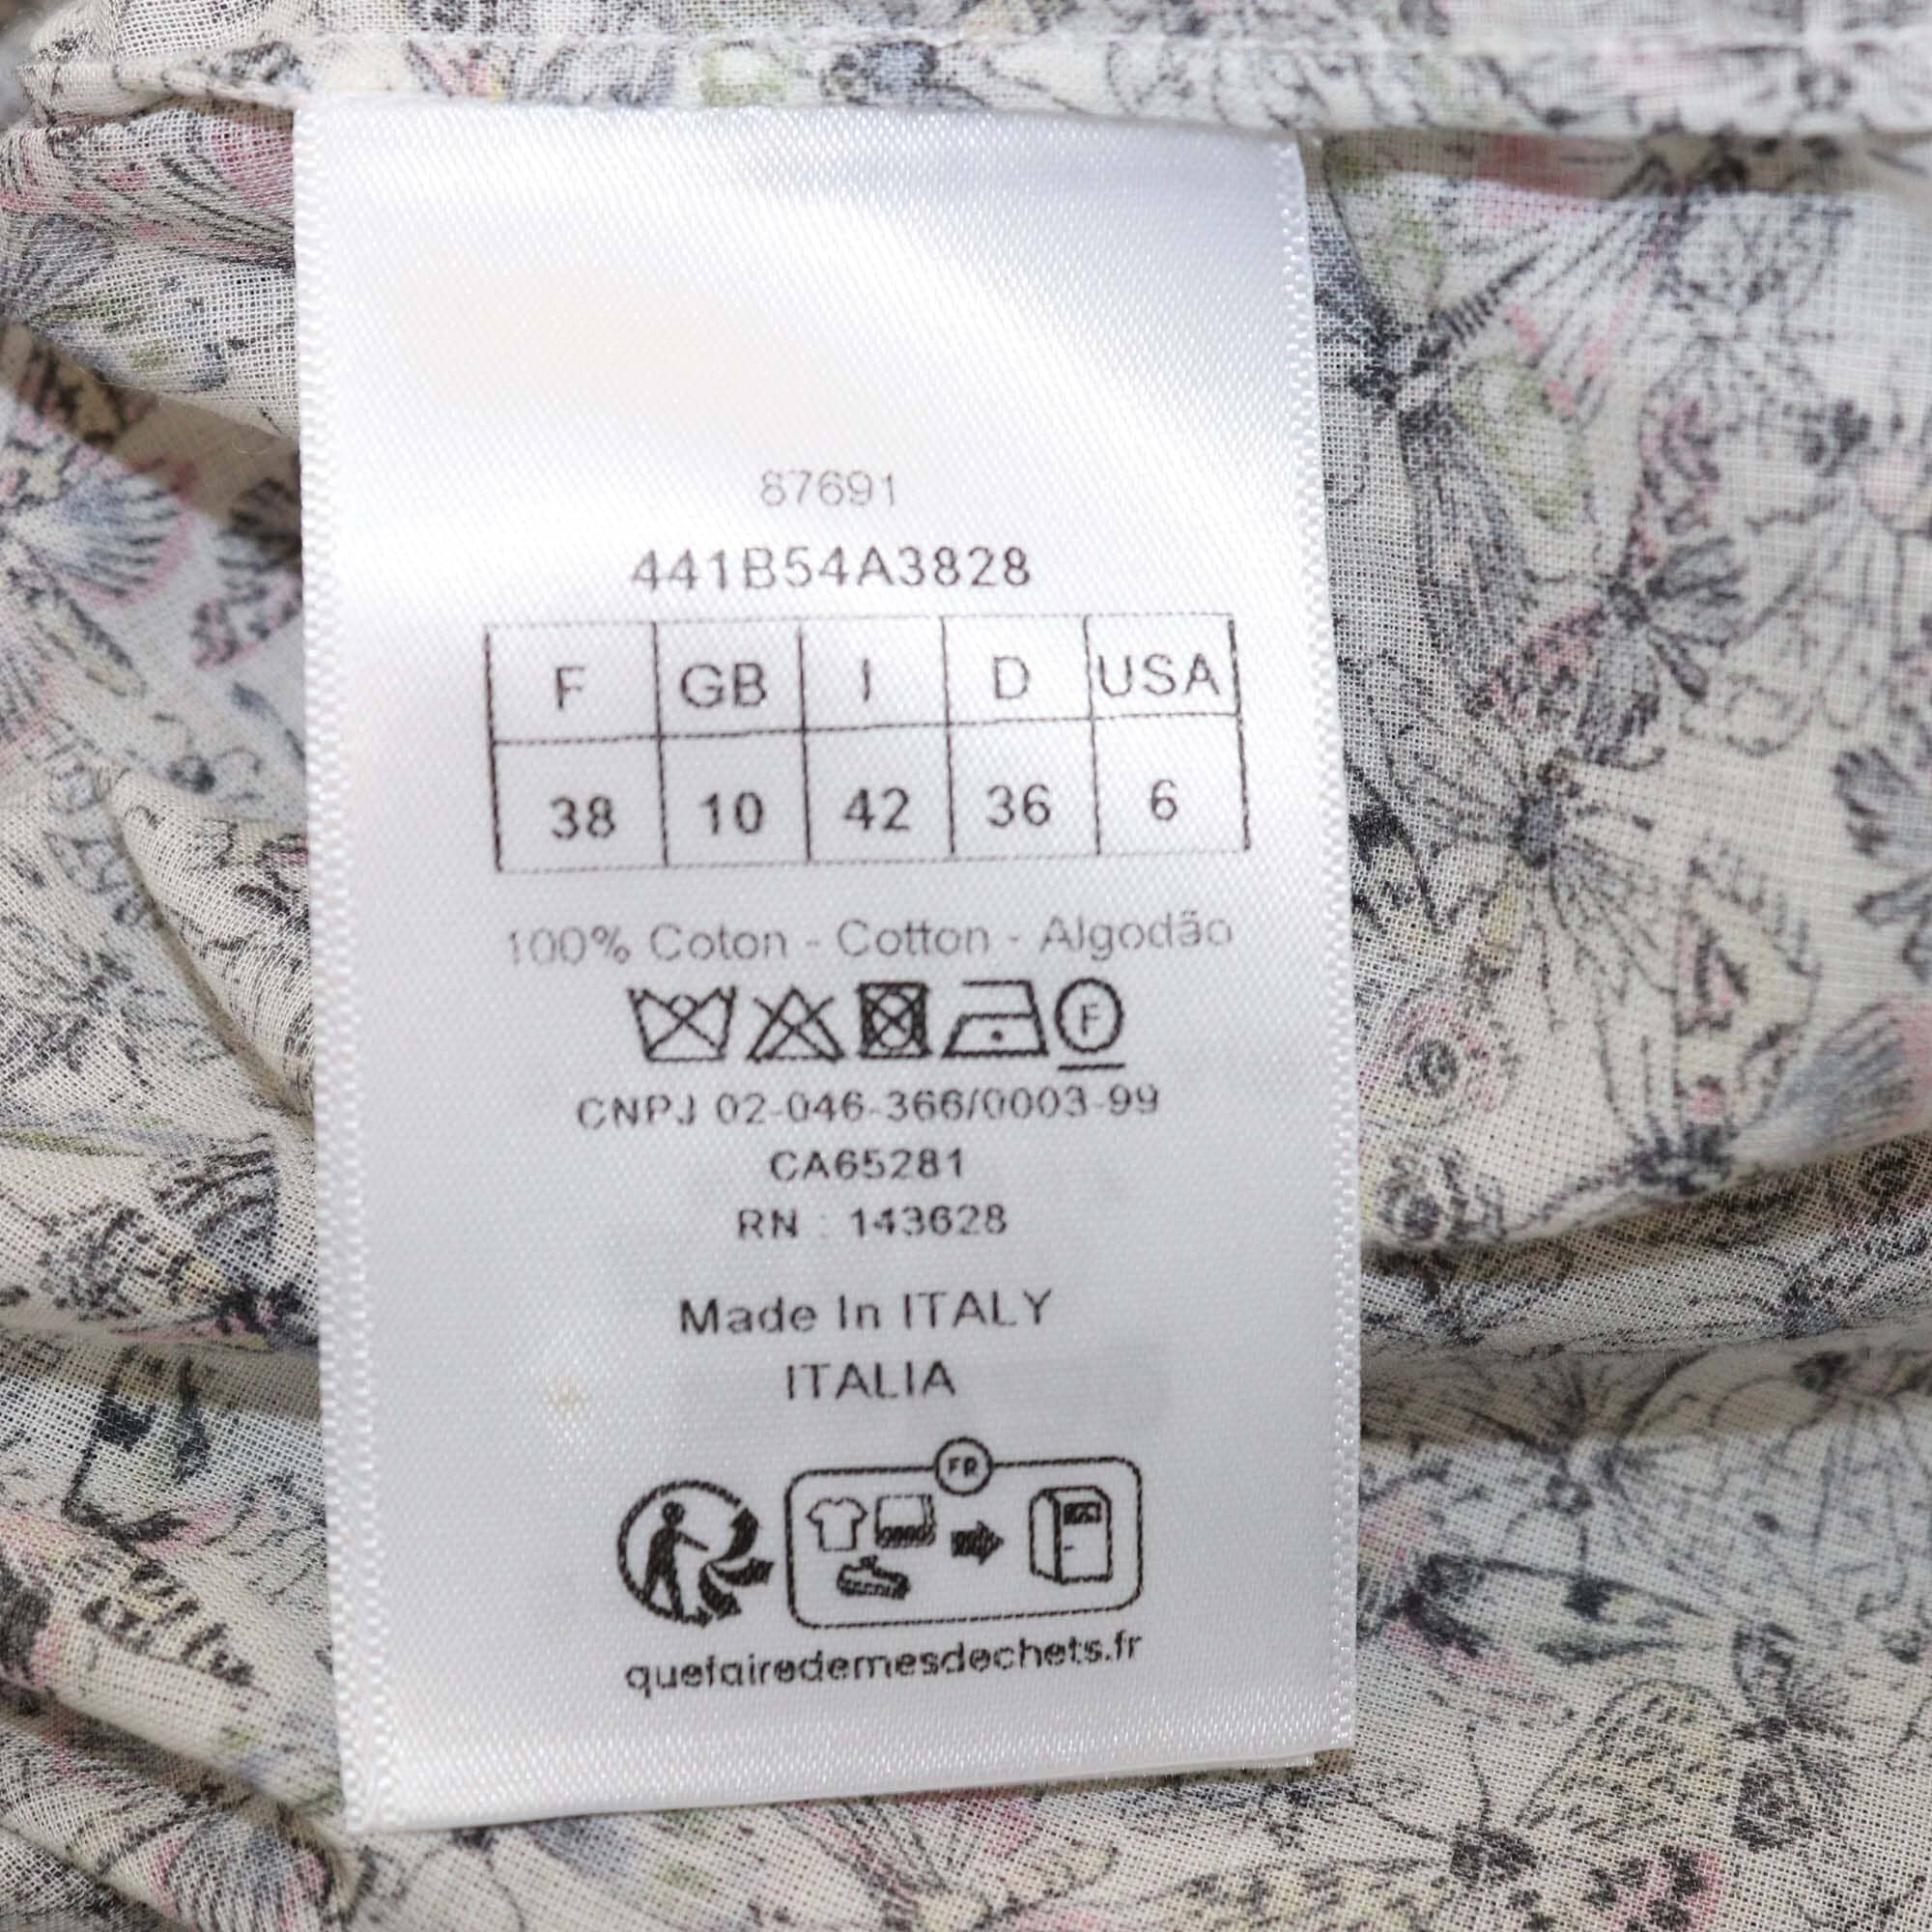 87691
441B54A3828
F GB I D USA
38 10 42 36 6
100% Coton - Cotton - Algodão
F
CNPJ 02-046-366/0003-99
CA65281
RN : 143628
Made In ITALY
ITALIA
FR
quefairedemesdechets.fr